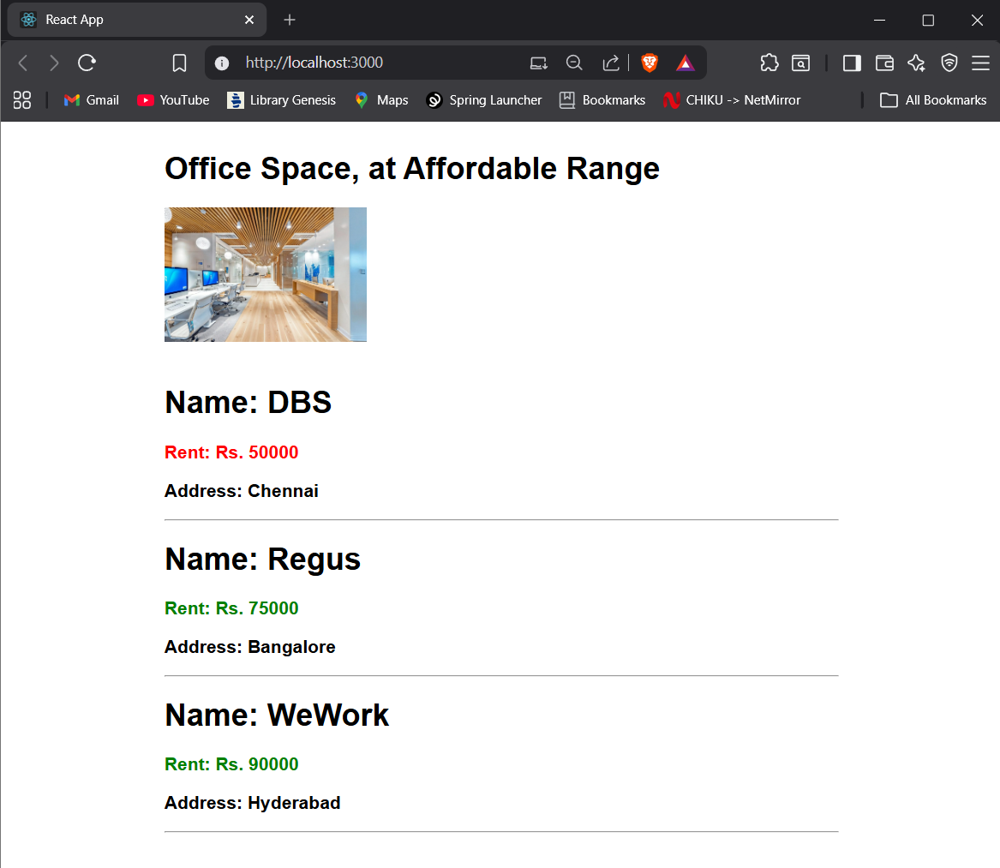 React App
http://localhost:3000
Gmail YouTube Library Genesis Maps Spring Launcher Bookmarks CHIKU -> NetMirror All Bookmarks
Office Space, at Affordable Range
Name: DBS
Rent: Rs. 50000
Address: Chennai
Name: Regus
Rent: Rs. 75000
Address: Bangalore
Name: WeWork
Rent: Rs. 90000
Address: Hyderabad